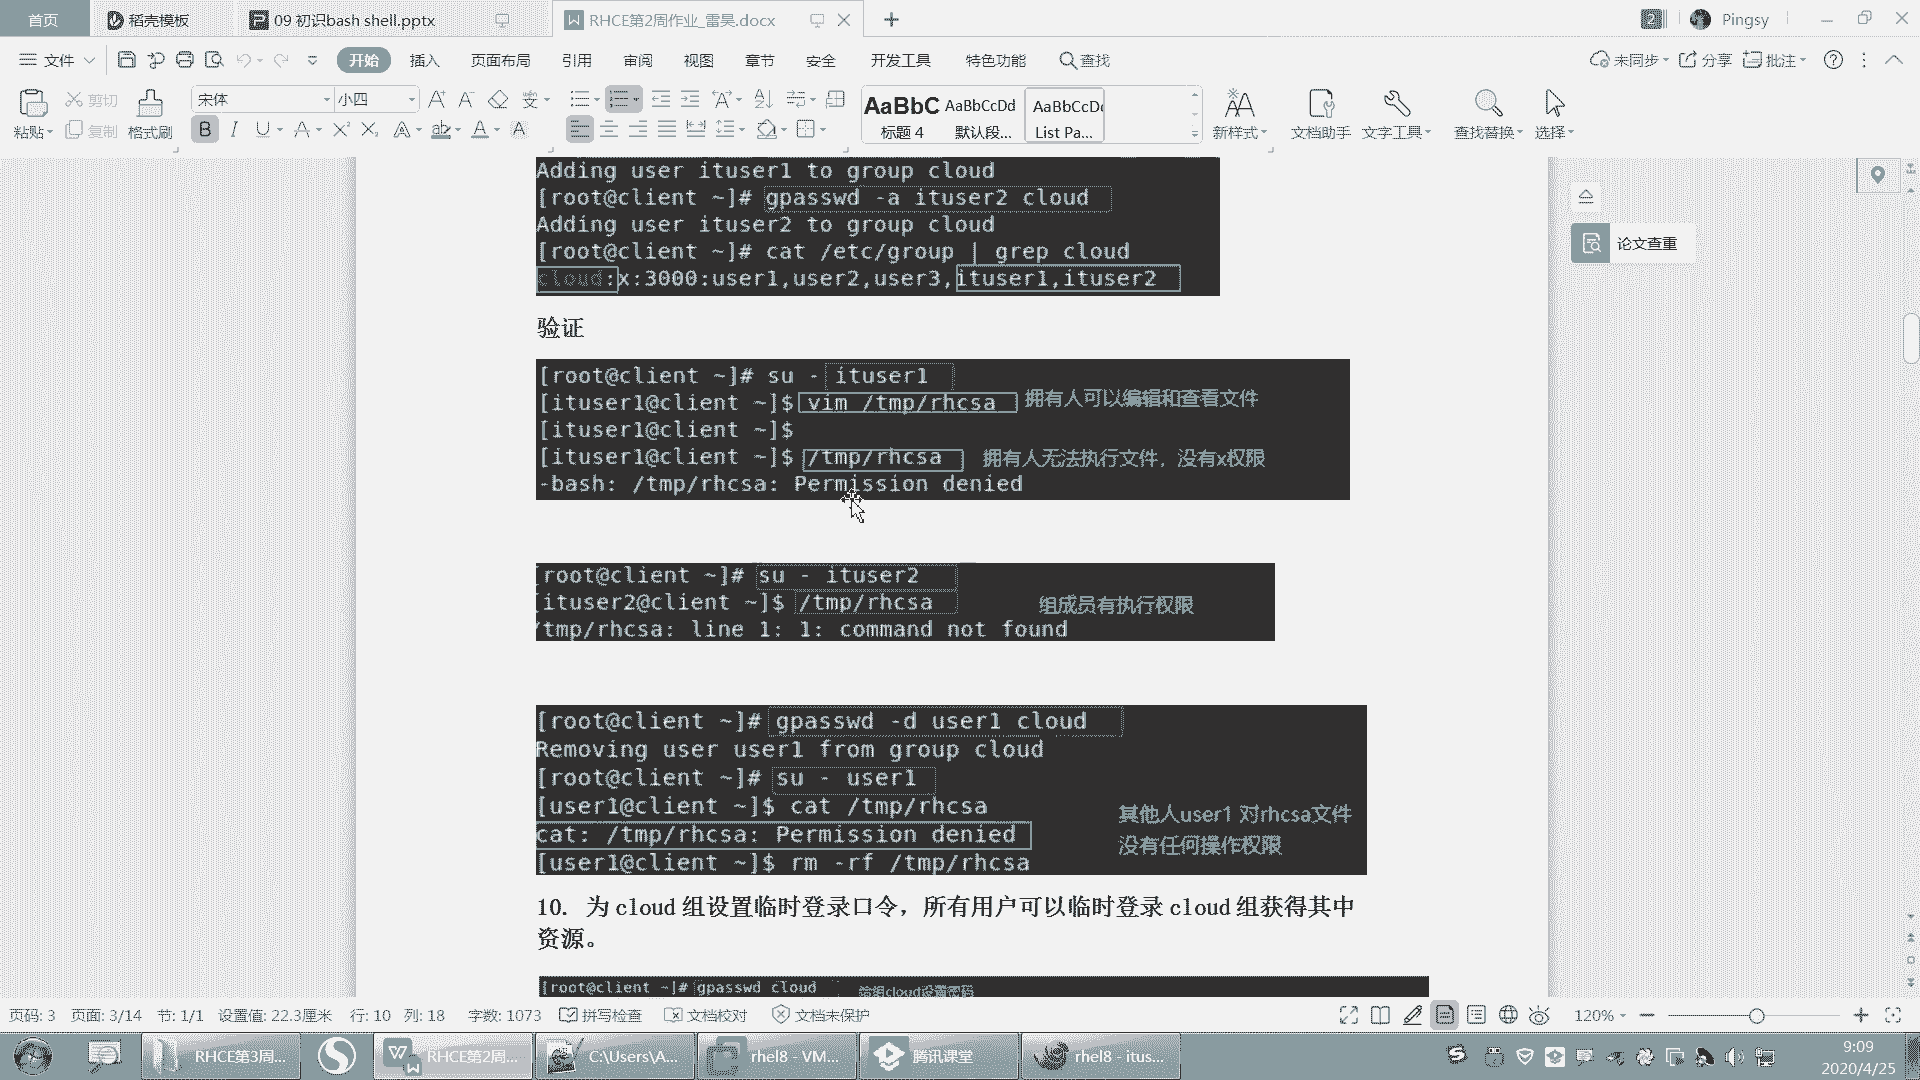 首页
稻壳模板
09 初识bash shell.pptx
RHCE第2周作业_雷昊.docx
2
Pingsy
文件
开始
插入
页面布局
引用
审阅
视图
章节
安全
开发工具
特色功能
查找
未同步
分享
批注
粘贴
剪切
复制
格式刷
宋体
小四
AaBbC
标题 4
AaBbCcDd
默认段...
AaBbCcD
List Pa...
新样式
文档助手
文字工具
查找替换
选择
Adding user ituser1 to group cloud
[root@client ~]# gpasswd -a ituser2 cloud
Adding user ituser2 to group cloud
[root@client ~]# cat /etc/group | grep cloud
cloud:x:3000:user1,user2,user3,ituser1,ituser2
论文查重
验证
[root@client ~]# su - ituser1
[ituser1@client ~]$ vim /tmp/rhcsa 拥有人可以编辑和查看文件
[ituser1@client ~]$
[ituser1@client ~]$ /tmp/rhcsa 拥有人无法执行文件，没有x权限
-bash: /tmp/rhcsa: Permission denied
[root@client ~]# su - ituser2
[ituser2@client ~]$ /tmp/rhcsa 组成员有执行权限
/tmp/rhcsa: line 1: 1: command not found
[root@client ~]# gpasswd -d user1 cloud
Removing user user1 from group cloud
[root@client ~]# su - user1
[user1@client ~]$ cat /tmp/rhcsa
cat: /tmp/rhcsa: Permission denied
[user1@client ~]$ rm -rf /tmp/rhcsa
其他人user1 对rhcsa文件
没有任何操作权限
10. 为 cloud 组设置临时登录口令，所有用户可以临时登录 cloud 组获得其中
资源。
[root@client ~]# gpasswd cloud 给组cloud设置密码
页码: 3
页面: 3/14
节: 1/1
设置值: 22.3厘米
行: 10
列: 18
字数: 1073
拼写检查
文档校对
文档未保护
120%
RHCE第3周...
RHCE第2周...
C:\Users\A...
rhel8 - VM...
腾讯课堂
rhel8 - itus...
9:09
2020/4/25